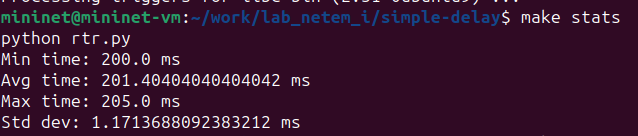 mininet@mininet-vm:~/work/lab_netem_i/simple-delay$ make stats
python rtr.py
Min time: 200.0 ms
Avg time: 201.40404040404042 ms
Max time: 205.0 ms
Std dev: 1.1713688092383212 ms